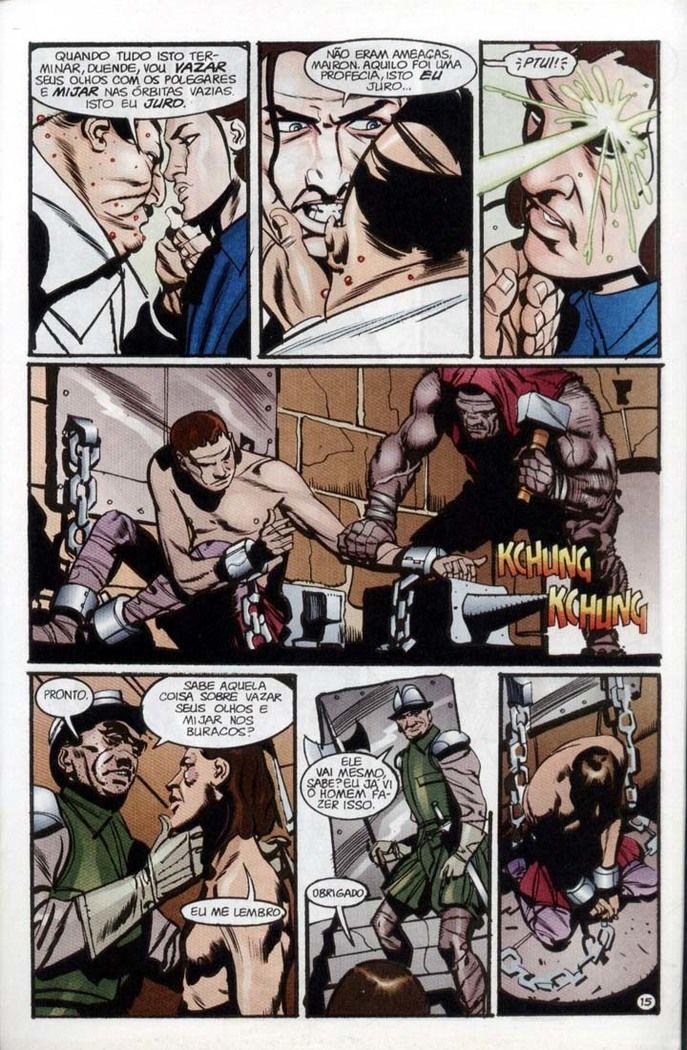 QUANDO TUDO ISTO TER-
MINAR, DUENDE, VOU VAZAR
SEUS OLHOS COM OS POLEGARES
E MIJAR NAS ÓRBITAS VAZIAS.
ISTO EU JURO.
NÃO ERAM AMEAÇAS,
MAIRON. AQUILO FOI UMA
PROFECIA, ISTO EU
JURO...
PTUI!
KCHUNG
KCHUNG
PRONTO.
SABE AQUELA
COISA SOBRE VAZAR
SEUS OLHOS E
MIJAR NOS
BURACOS?
EU ME LEMBRO
ELE
VAI MESMO,
SABE? EU JÁ VI
O HOMEM FA-
ZER ISSO.
OBRIGADO
15